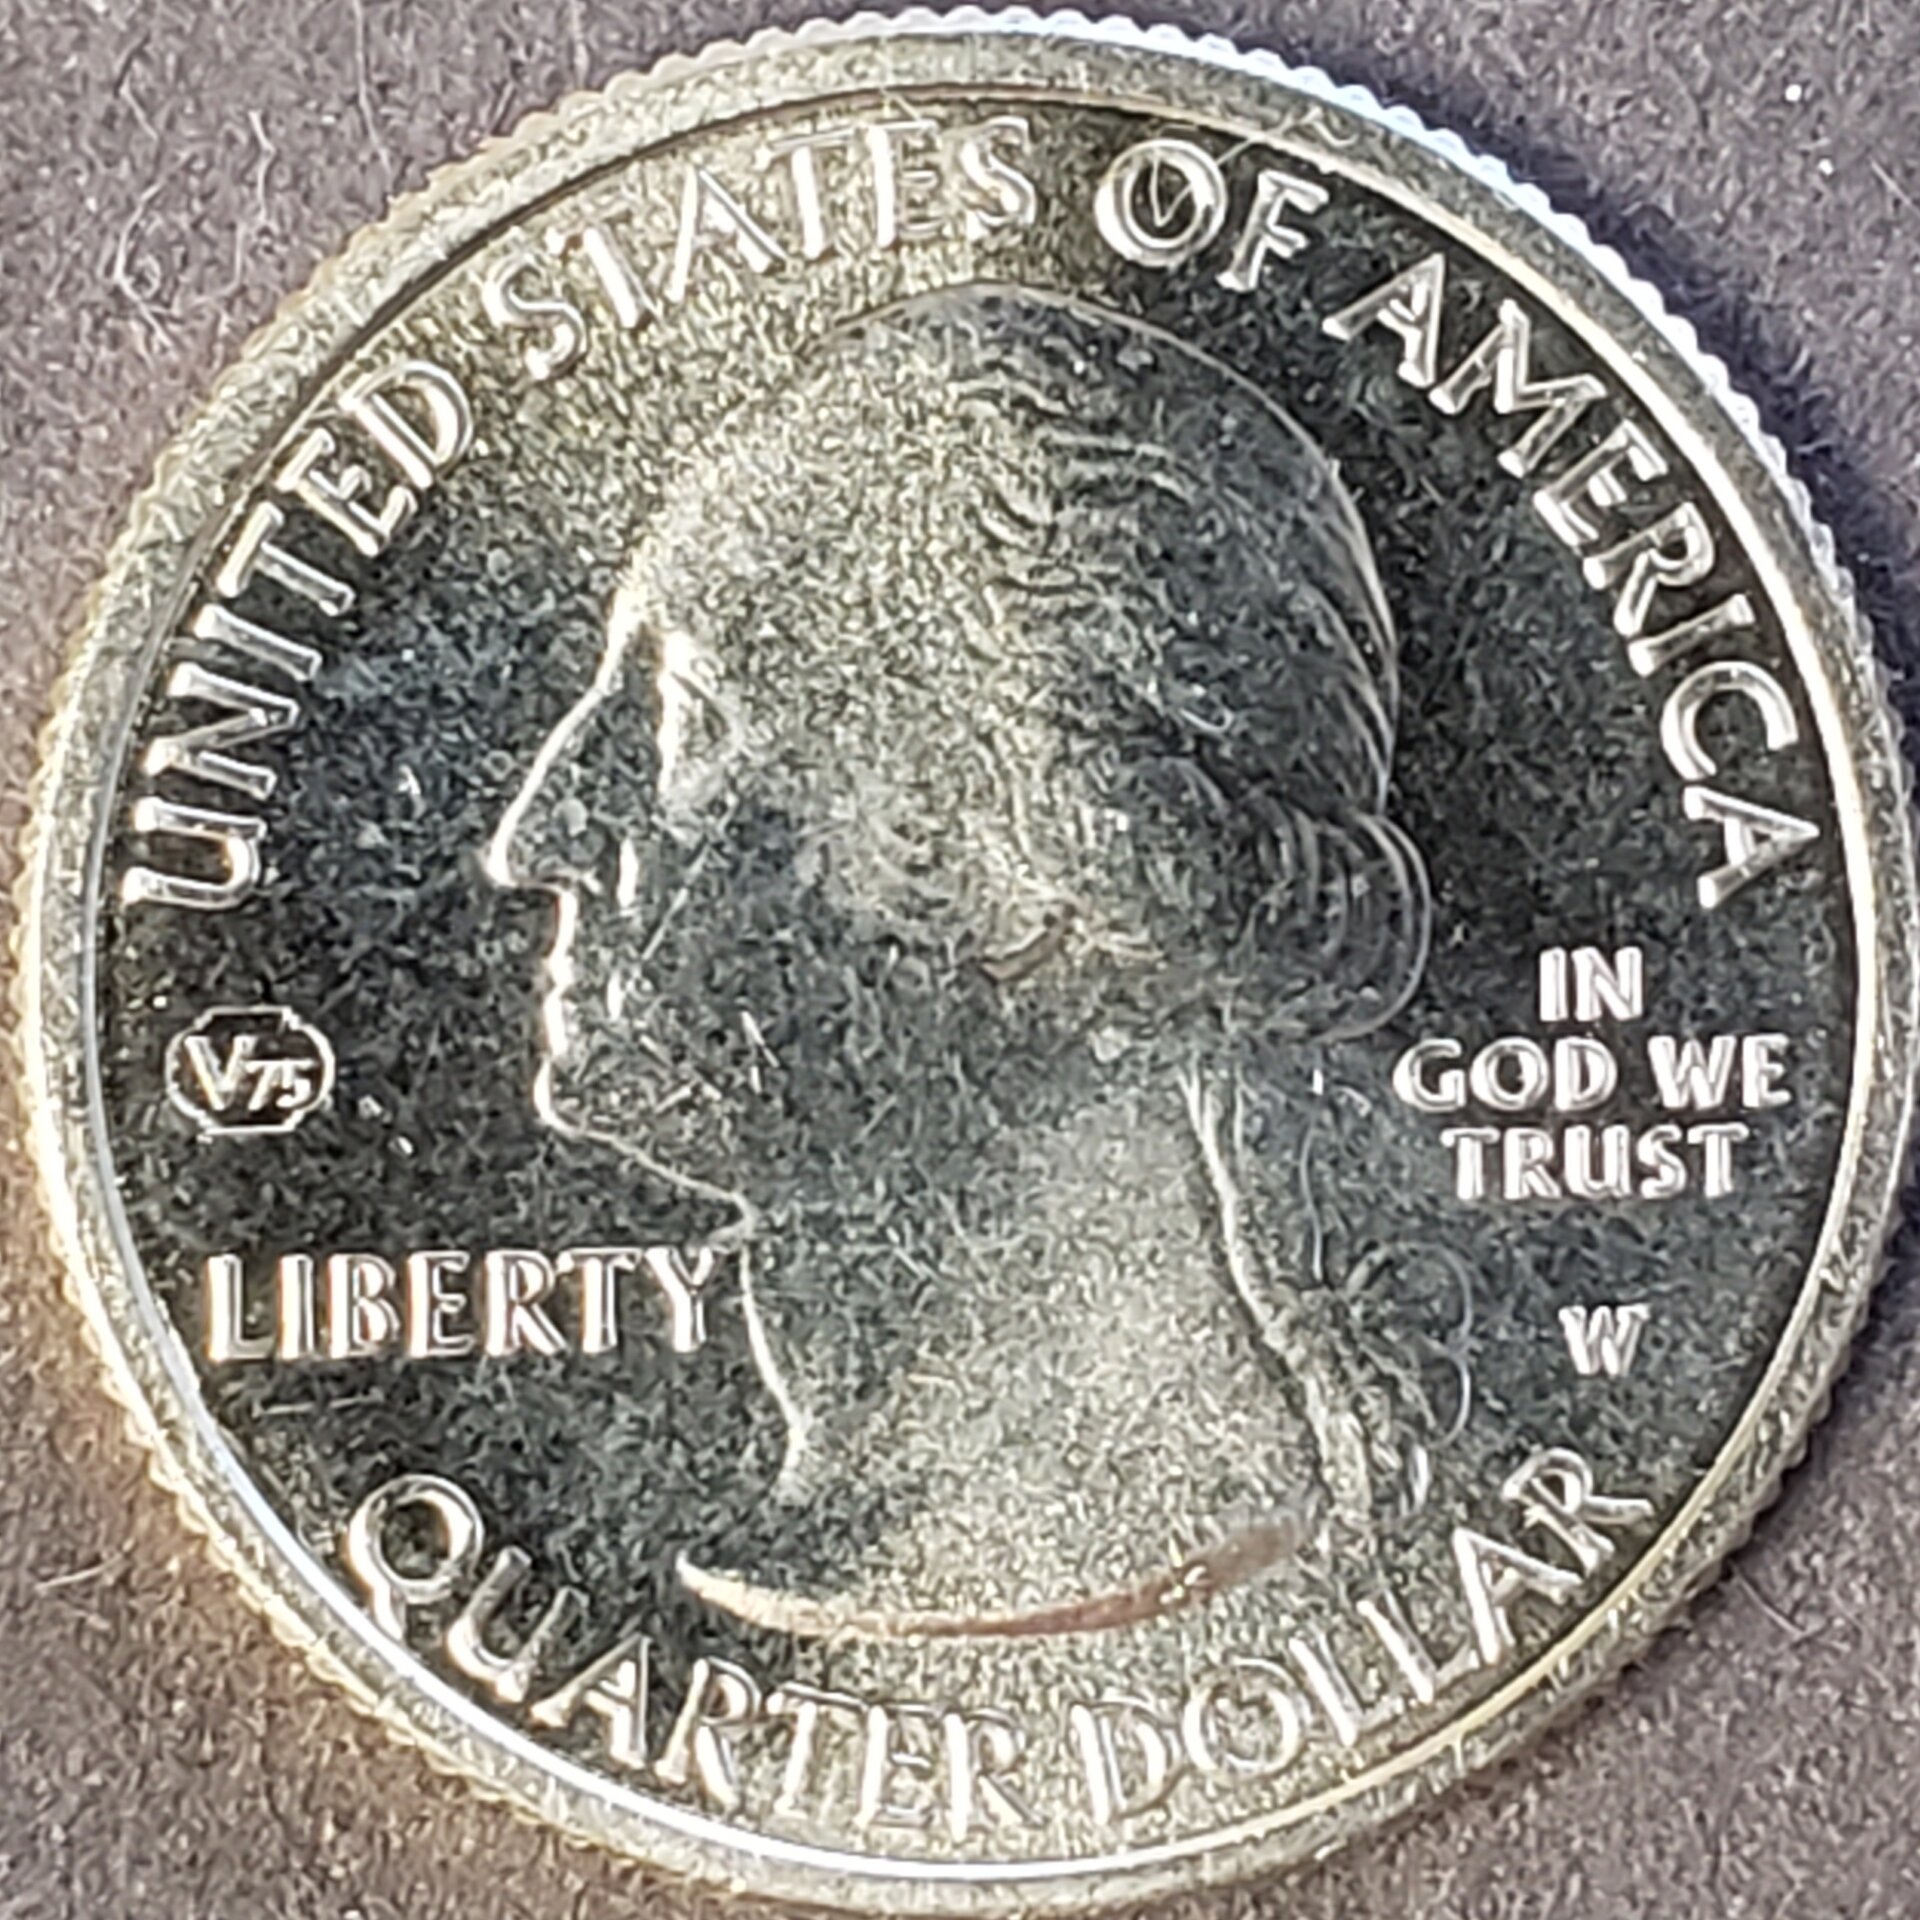 UNITED STATES OF AMERICA
V75
LIBERTY
IN
GOD WE
TRUST
W
QUARTER DOLLAR